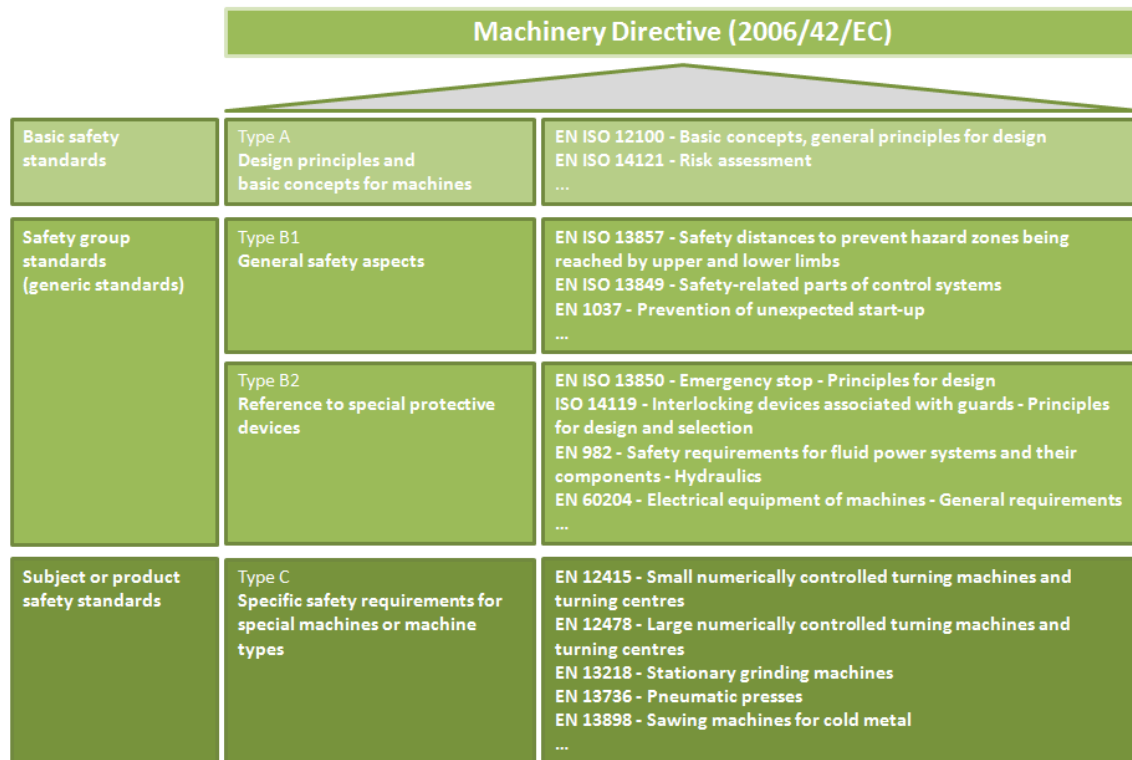 Machinery Directive (2006/42/EC)
Basic safety
standards
Type A
Design principles and
basic concepts for machines
EN ISO 12100 - Basic concepts, general principles for design
EN ISO 14121 - Risk assessment
...
Safety group
standards
(generic standards)
Type B1
General safety aspects
EN ISO 13857 - Safety distances to prevent hazard zones being
reached by upper and lower limbs
EN ISO 13849 - Safety-related parts of control systems
EN 1037 - Prevention of unexpected start-up
...
Type B2
Reference to special protective
devices
EN ISO 13850 - Emergency stop - Principles for design
ISO 14119 - Interlocking devices associated with guards - Principles
for design and selection
EN 982 - Safety requirements for fluid power systems and their
components - Hydraulics
EN 60204 - Electrical equipment of machines - General requirements
...
Subject or product
safety standards
Type C
Specific safety requirements for
special machines or machine
types
EN 12415 - Small numerically controlled turning machines and
turning centres
EN 12478 - Large numerically controlled turning machines and
turning centres
EN 13218 - Stationary grinding machines
EN 13736 - Pneumatic presses
EN 13898 - Sawing machines for cold metal
...